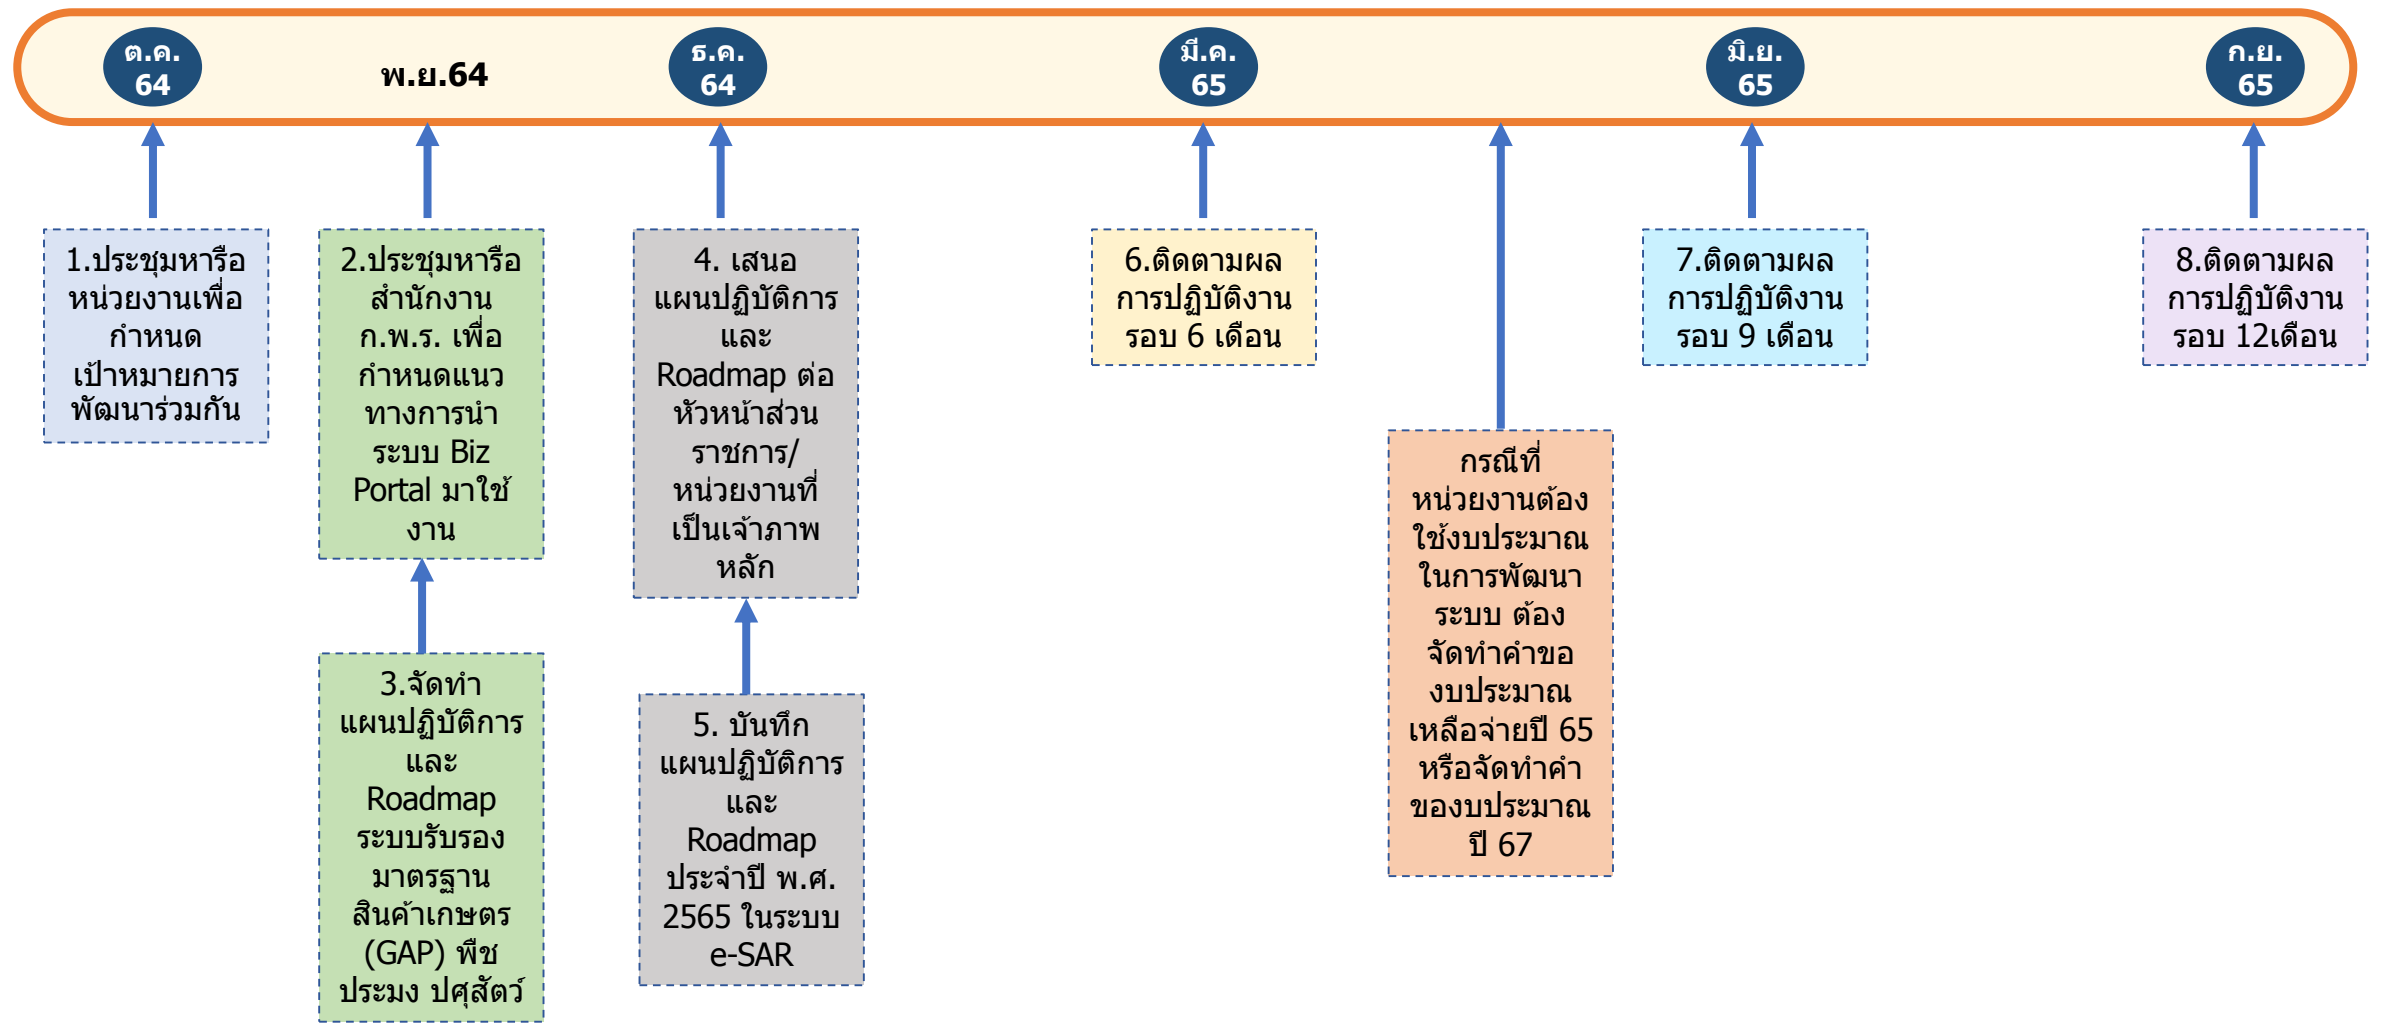 ต.ค.
64
พ.ย.64
ธ.ค.
64
มี.ค.
65
มิ.ย.
65
ก.ย.
65
1.ประชุมหารือ
หน่วยงานเพื่อ
กำหนด
เป้าหมายการ
พัฒนาร่วมกัน
2.ประชุมหารือ
สำนักงาน
ก.พ.ร. เพื่อ
กำหนดแนว
ทางการนำ
ระบบ Biz
Portal มาใช้
งาน
3.จัดทำ
แผนปฏิบัติการ
และ
Roadmap
ระบบรับรอง
มาตรฐาน
สินค้าเกษตร
(GAP) พืช
ประมง ปศุสัตว์
4. เสนอ
แผนปฏิบัติการ
และ
Roadmap ต่อ
หัวหน้าส่วน
ราชการ/
หน่วยงานที่
เป็นเจ้าภาพ
หลัก
5. บันทึก
แผนปฏิบัติการ
และ
Roadmap
ประจำปี พ.ศ.
2565 ในระบบ
e-SAR
6.ติดตามผล
การปฏิบัติงาน
รอบ 6 เดือน
กรณีที่
หน่วยงานต้อง
ใช้งบประมาณ
ในการพัฒนา
ระบบ ต้อง
จัดทำคำขอ
งบประมาณ
เหลือจ่ายปี 65
หรือจัดทำคำ
ของบประมาณ
ปี 67
7.ติดตามผล
การปฏิบัติงาน
รอบ 9 เดือน
8.ติดตามผล
การปฏิบัติงาน
รอบ 12เดือน